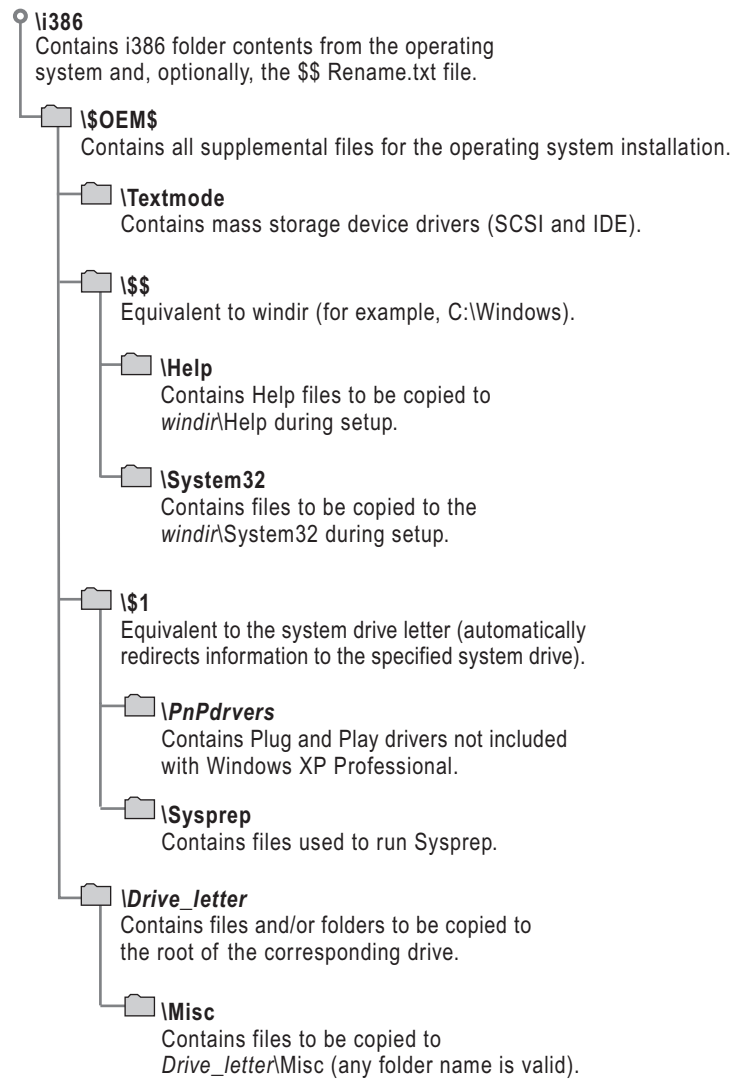 \i386
Contains i386 folder contents from the operating
system and, optionally, the $$ Rename.txt file.
\$OEM$
Contains all supplemental files for the operating system installation.
\Textmode
Contains mass storage device drivers (SCSI and IDE).
\$$
Equivalent to windir (for example, C:\Windows).
\Help
Contains Help files to be copied to
windir\Help during setup.
\System32
Contains files to be copied to the
windir\System32 during setup.
\$1
Equivalent to the system drive letter (automatically
redirects information to the specified system drive).
\PnPdrvers
Contains Plug and Play drivers not included
with Windows XP Professional.
\Sysprep
Contains files used to run Sysprep.
\Drive_letter
Contains files and/or folders to be copied to
the root of the corresponding drive.
\Misc
Contains files to be copied to
Drive_letter\Misc (any folder name is valid).